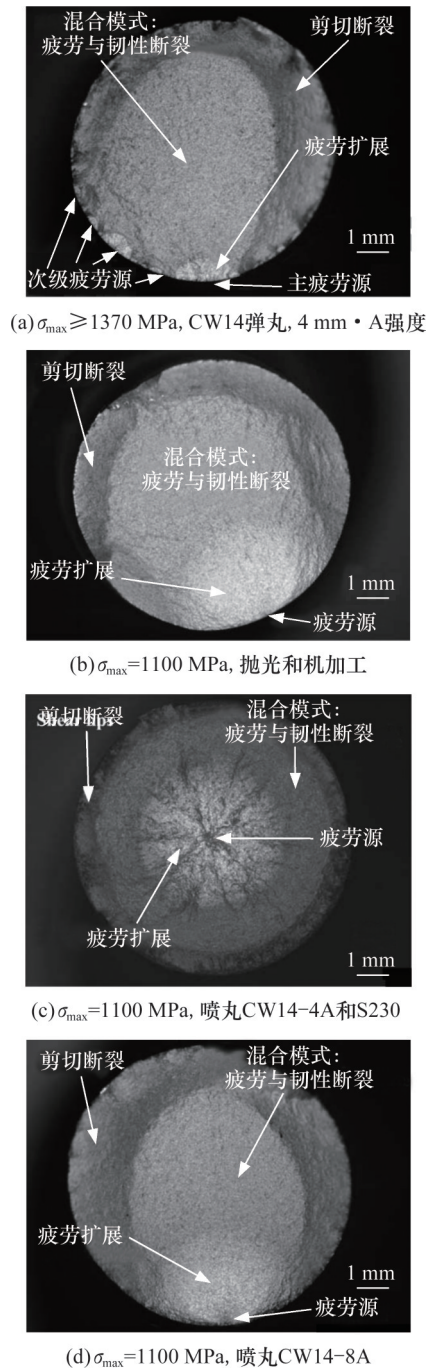 混合模式:
疲劳与韧性断裂
剪切断裂
疲劳扩展
1 mm
次级疲劳源
主疲劳源
(a)σmax≥1370 MPa, CW14弹丸, 4 mm·A强度
剪切断裂
混合模式:
疲劳与韧性断裂
疲劳扩展
1 mm
疲劳源
(b)σmax=1100 MPa, 抛光和机加工
剪切断裂
Shear lips
混合模式:
疲劳与韧性断裂
疲劳源
疲劳扩展
1 mm
(c)σmax=1100 MPa, 喷丸CW14-4A和S230
剪切断裂
混合模式:
疲劳与韧性断裂
疲劳扩展
1 mm
疲劳源
(d)σmax=1100 MPa, 喷丸CW14-8A